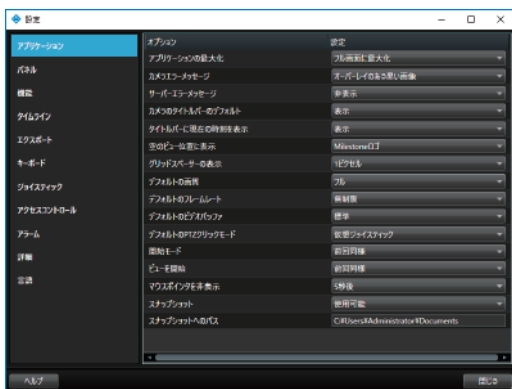 設定
アプリケーション
パネル
機能
タイムライン
エクスポート
キーボード
ジョイスティック
アクセスコントロール
アラーム
詳細
言語
オプション 設定
アプリケーションの最大化 フル画面に最大化
カメラエラーメッセージ オーバーレイのある黒い画像
サーバーエラーメッセージ 非表示
カメラのタイトルバーのデフォルト 表示
タイトルバーに現在の時刻を表示 表示
空のビュー位置に表示 Milestoneロゴ
グリッドスペーサーの表示 1ピクセル
デフォルトの画質 フル
デフォルトのフレームレート 無制限
デフォルトのビデオバッファ 標準
デフォルトのPTZクリックモード 仮想ジョイスティック
開始モード 前回同様
ビューを開始 前回同様
マウスポインタを非表示 5秒後
スナップショット 使用可能
スナップショットへのパス C:¥Users¥Administrator¥Documents
ヘルプ 閉じる